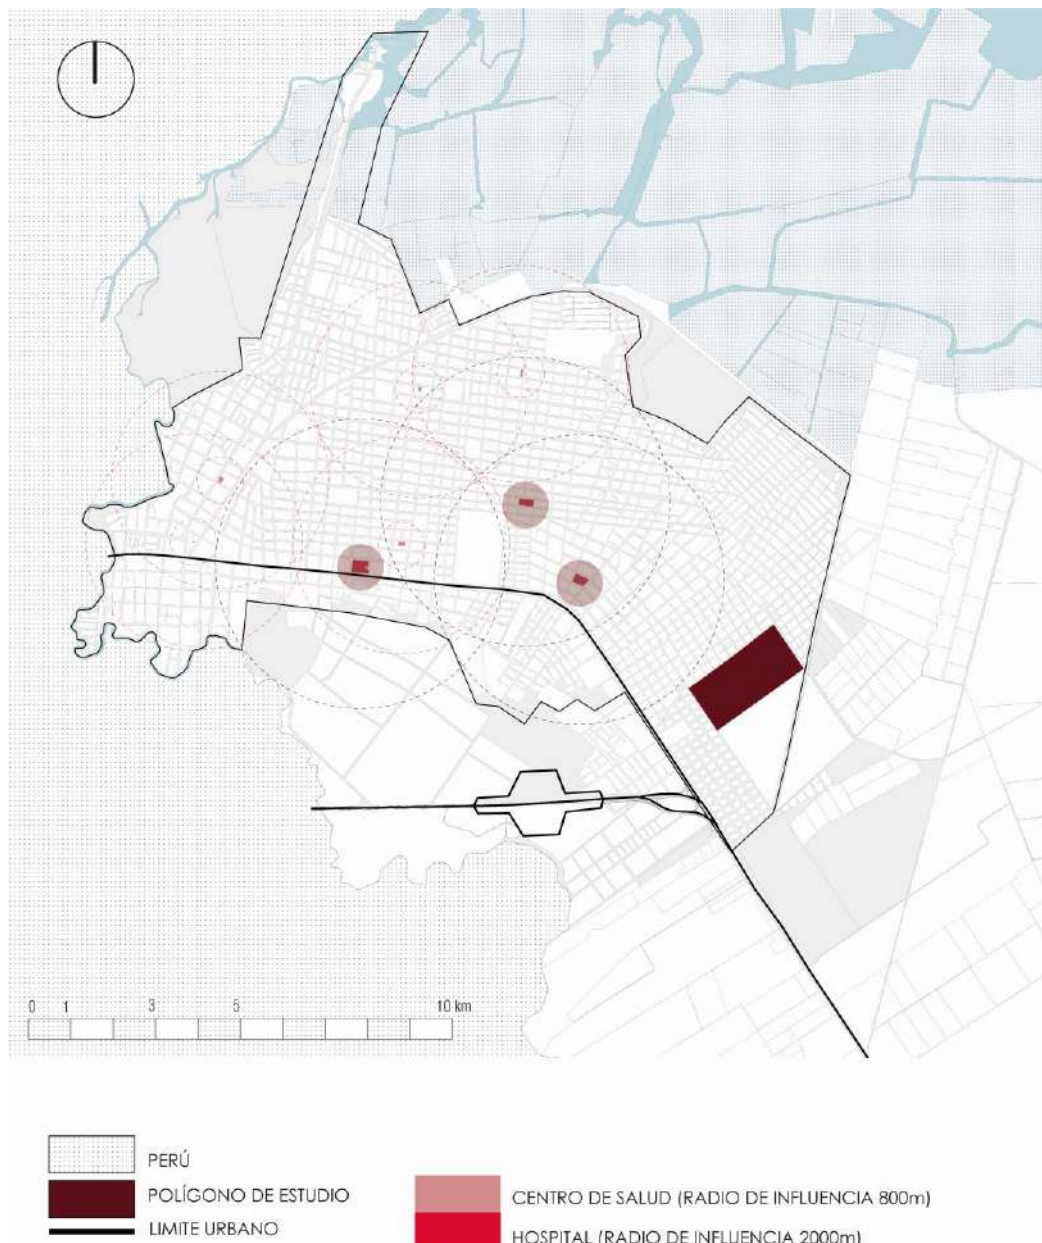 0 1 3 5 10 km
PERÚ
POLÍGONO DE ESTUDIO
LIMITE URBANO
CENTRO DE SALUD (RADIO DE INFLUENCIA 800m)
HOSPITAL (RADIO DE INFLUENCIA 2000m)